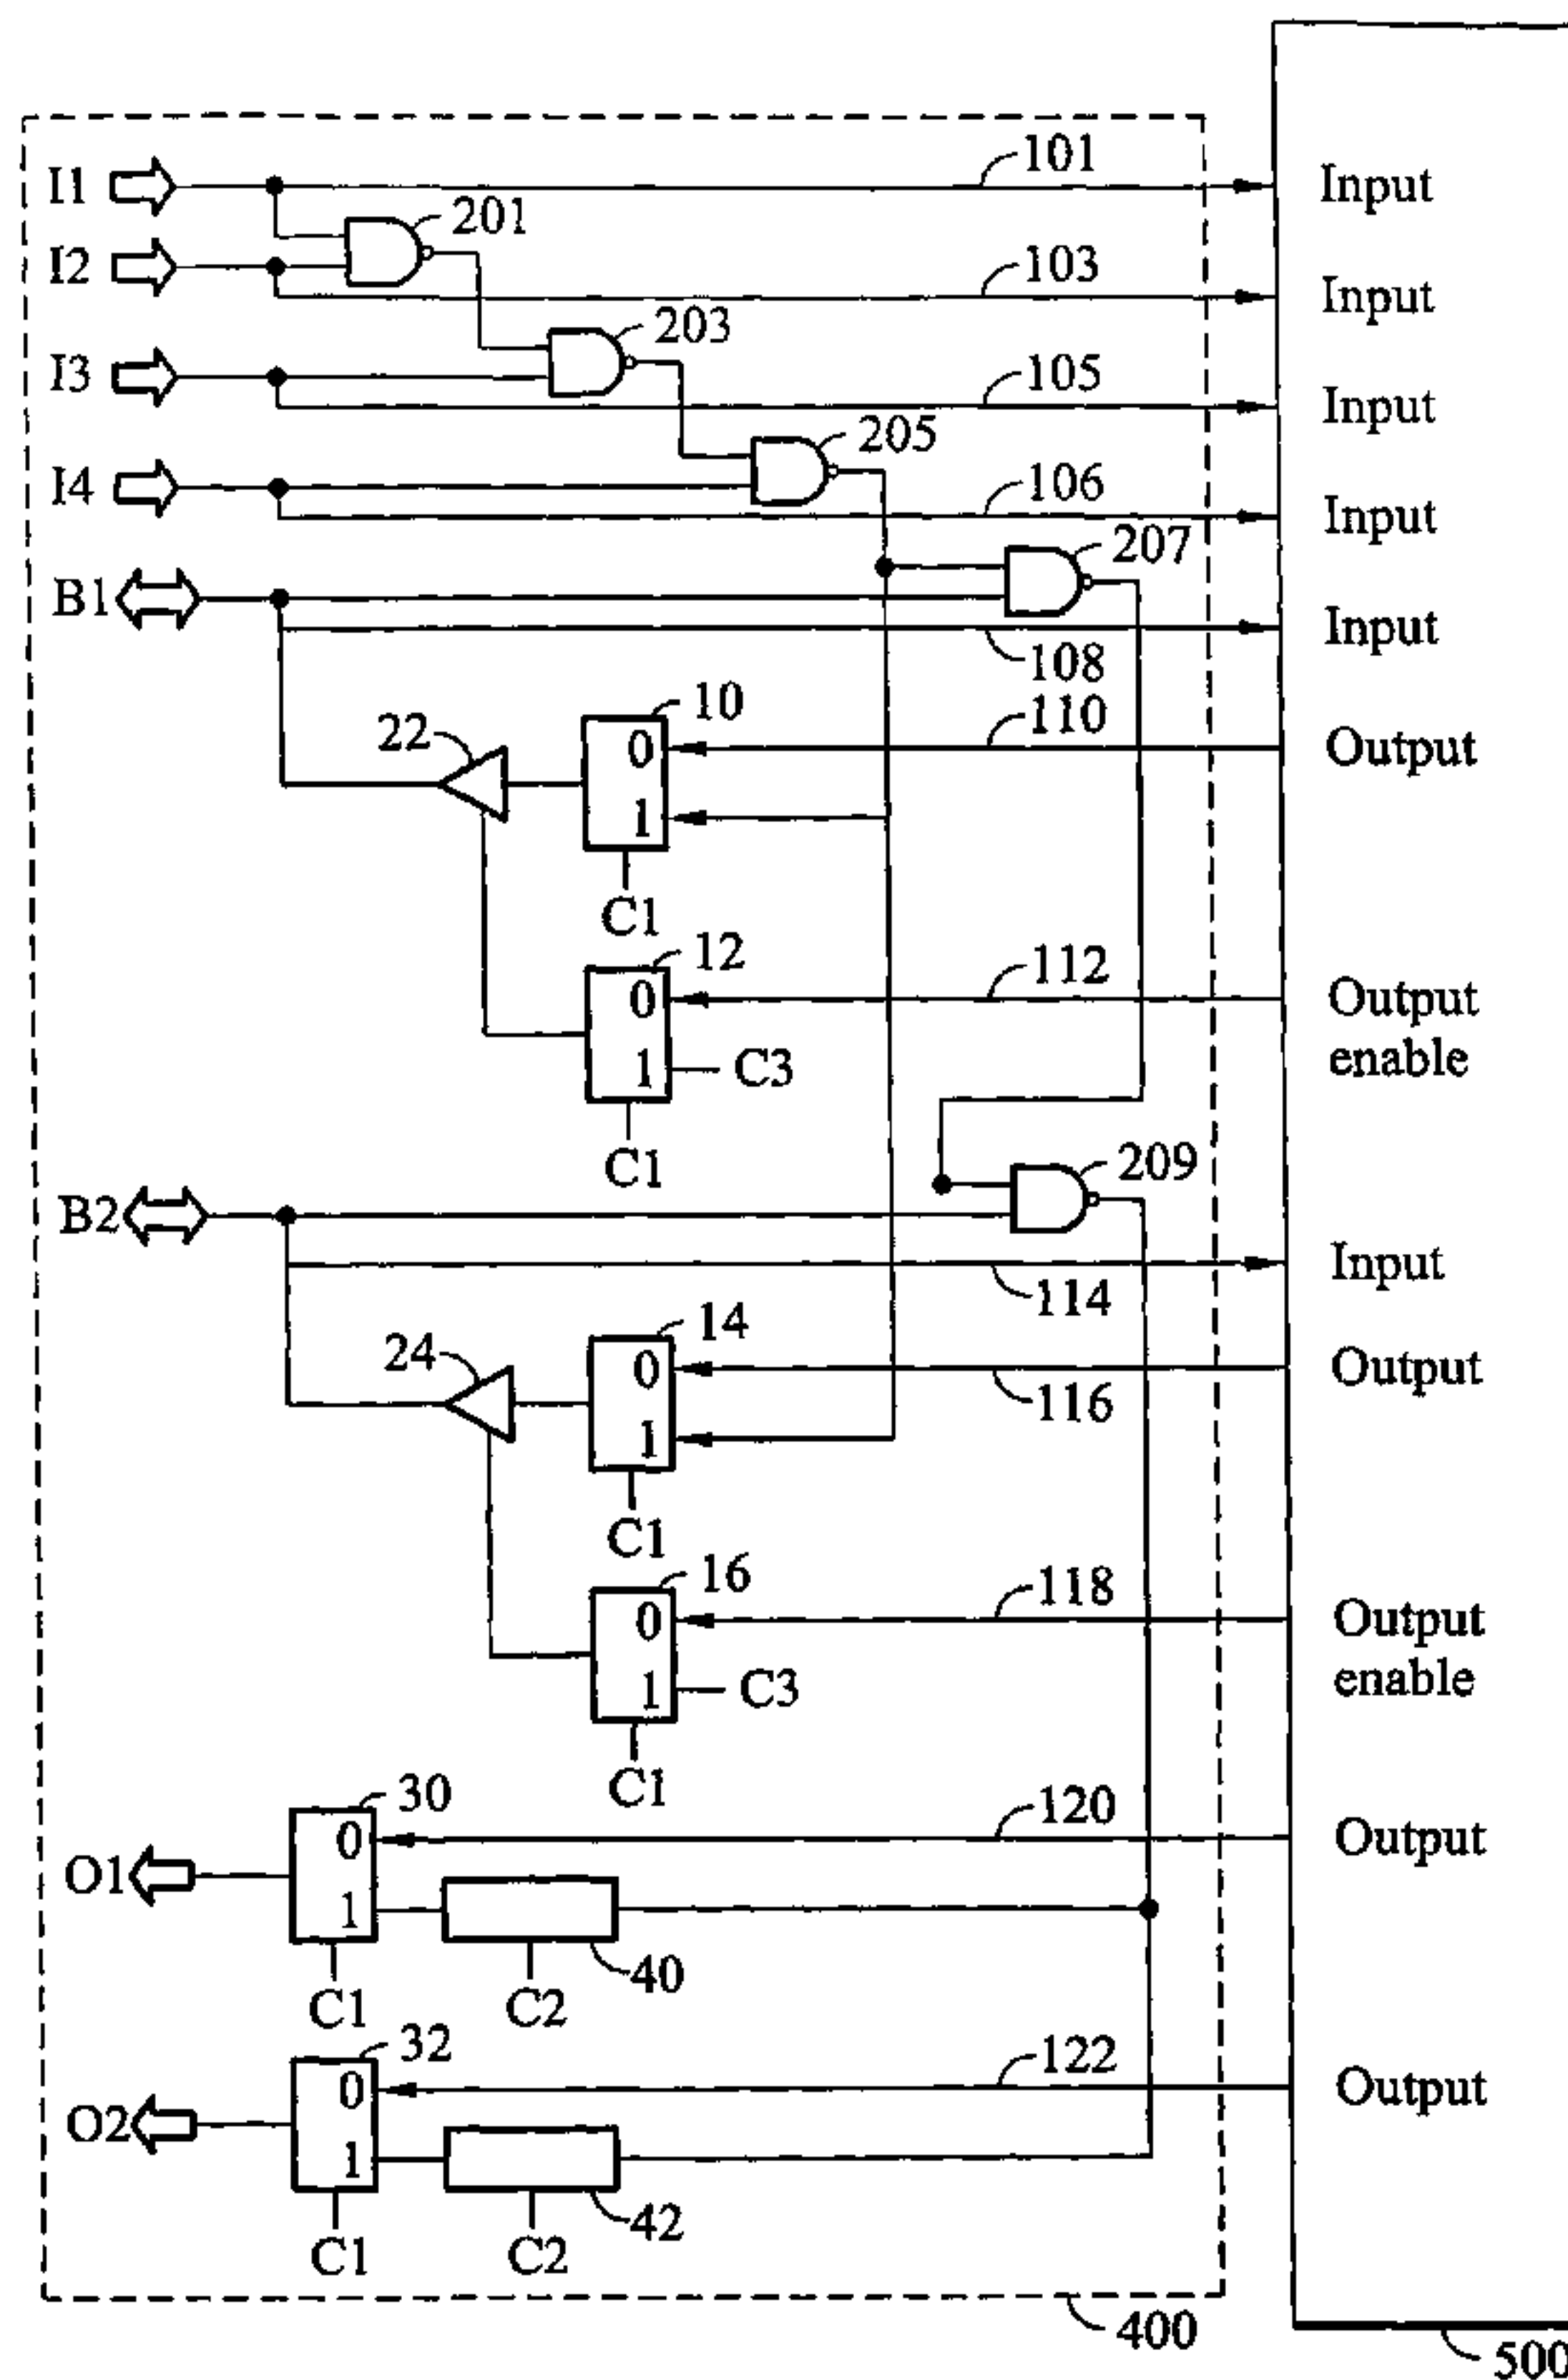 I1 101 Input
201
I2 103 Input
203
I3 105 Input
205
I4 106 Input
207
B1 Input
108
10 110
22 0 Output
1
C1
12 112
0 Output
enable
1 C3
C1
209
B2
Input
114
14
24 0 Output
116
1
C1
16 118
0 Output
enable
1 C3
C1
30 120
0 Output
O1
1
40
C1 C2
32 122
0 Output
O2
1
42
C1 C2
400
500